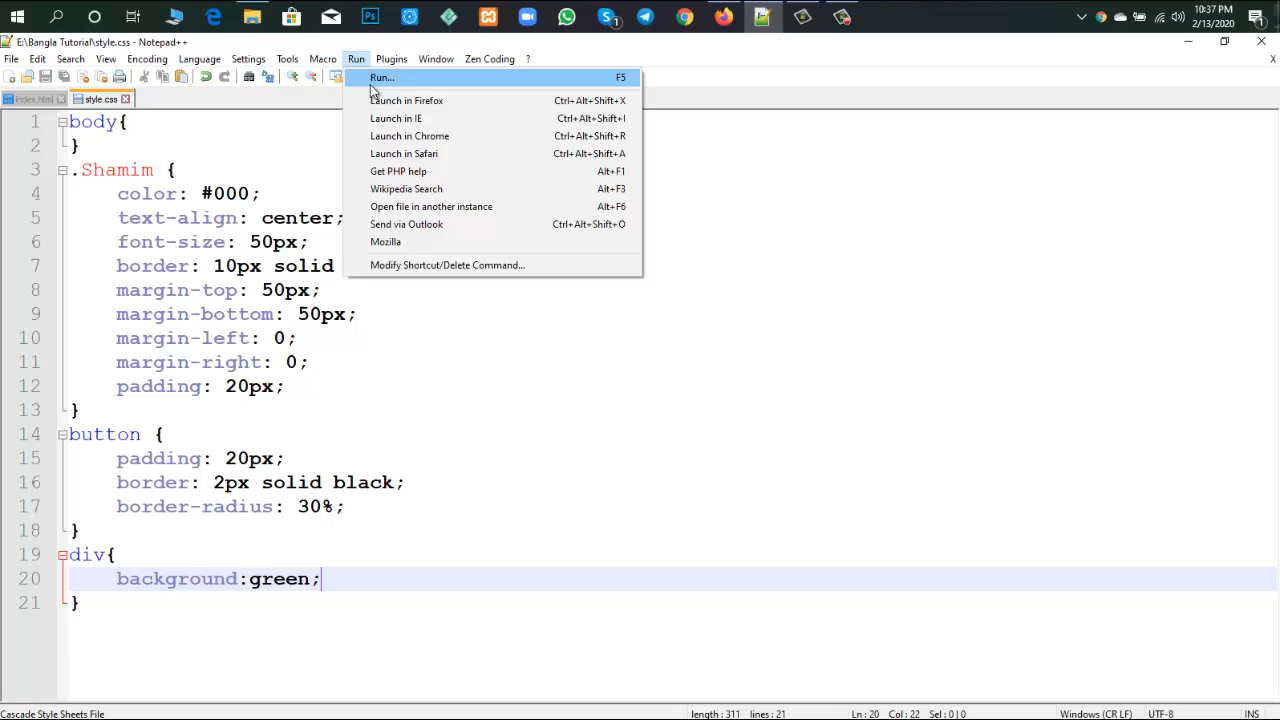 10:37 PM
2/13/2020
E:\Bangla Tutorial\style.css - Notepad++
File Edit Search View Encoding Language Settings Tools Macro Run Plugins Window Zen Coding ? X
index.html style.css
Run... F5
Launch in Firefox Ctrl+Alt+Shift+X
Launch in IE Ctrl+Alt+Shift+I
Launch in Chrome Ctrl+Alt+Shift+R
Launch in Safari Ctrl+Alt+Shift+A
Get PHP help Alt+F1
Wikipedia Search Alt+F3
Open file in another instance Alt+F6
Send via Outlook Ctrl+Alt+Shift+O
Mozilla
Modify Shortcut/Delete Command...
1 body{
2 }
3 .Shamim {
4 color: #000;
5 text-align: center;
6 font-size: 50px;
7 border: 10px solid
8 margin-top: 50px;
9 margin-bottom: 50px;
10 margin-left: 0;
11 margin-right: 0;
12 padding: 20px;
13 }
14 button {
15 padding: 20px;
16 border: 2px solid black;
17 border-radius: 30%;
18 }
19 div{
20 background:green;
21 }
Cascade Style Sheets File length : 311 lines : 21 Ln : 20 Col : 22 Sel : 0 | 0 Windows (CR LF) UTF-8 INS